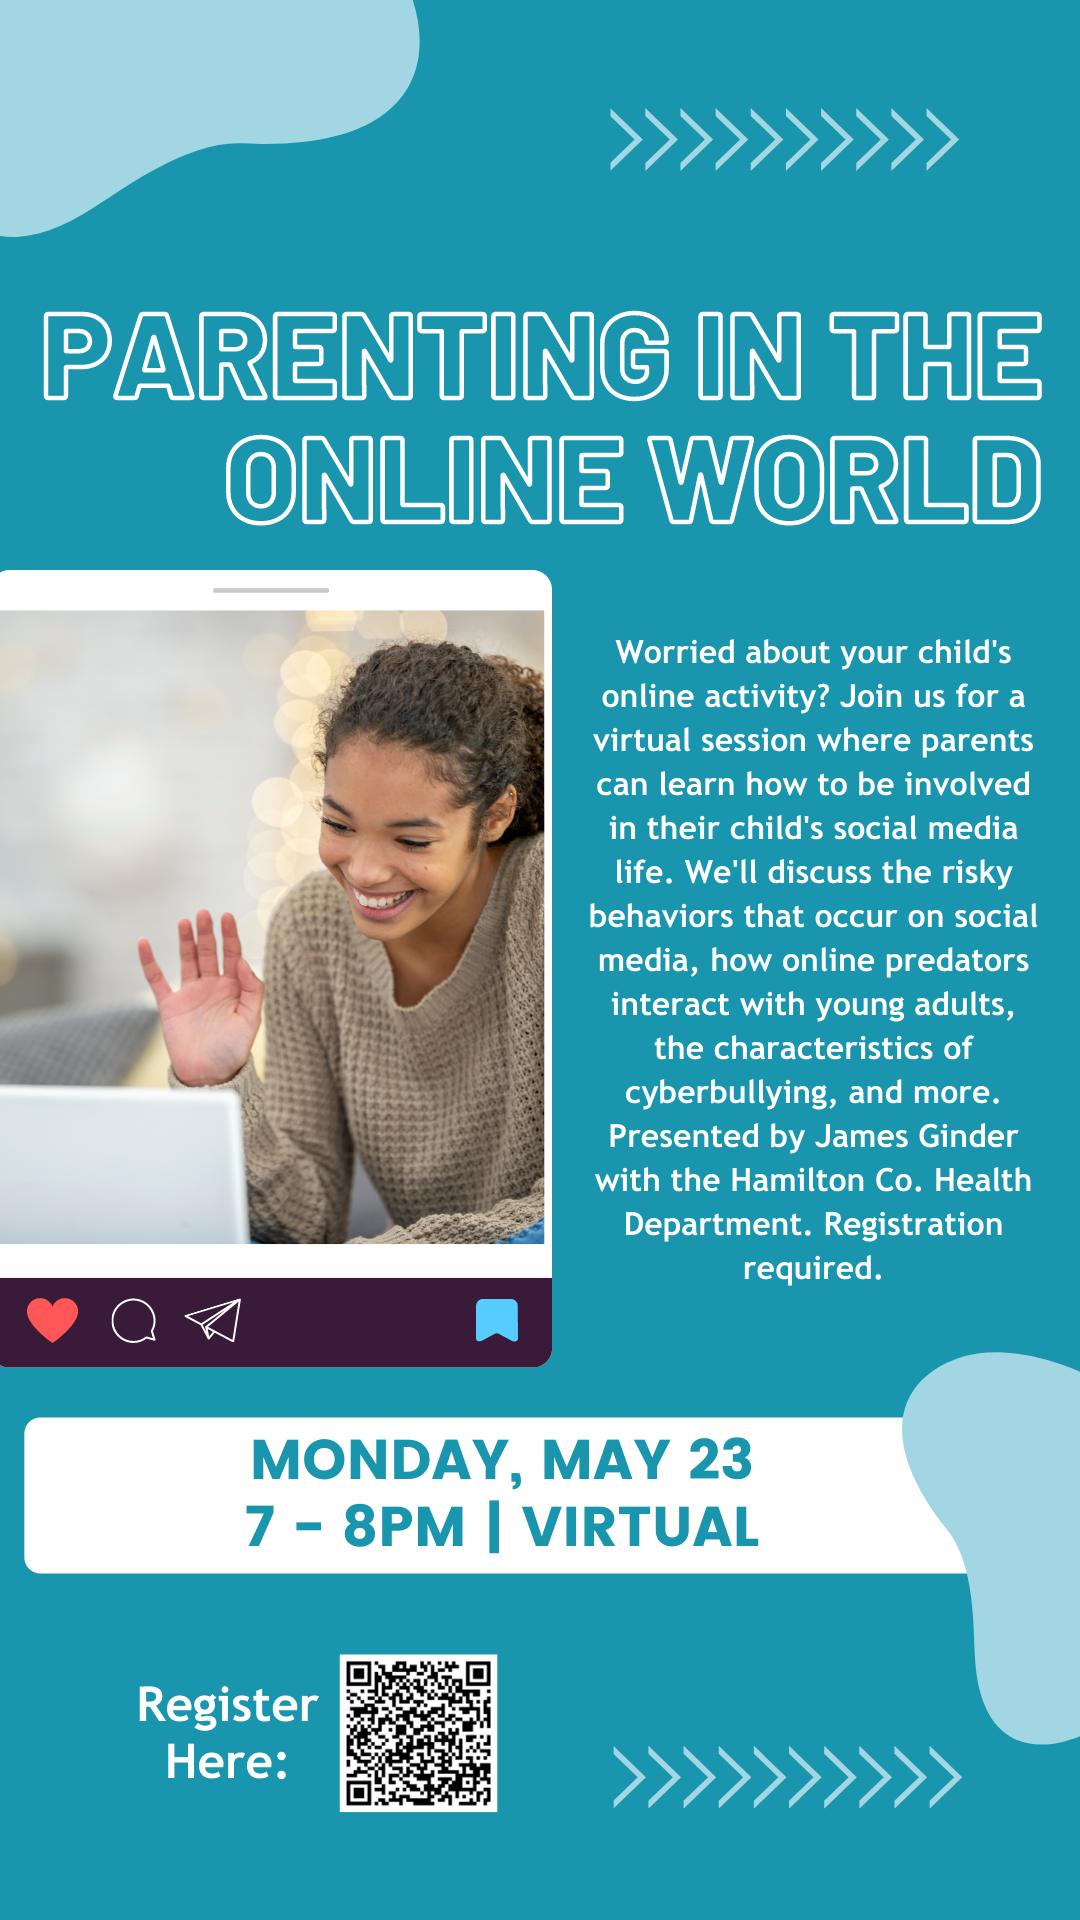 PARENTING IN THE
ONLINE WORLD
Worried about your child's
online activity? Join us for a
virtual session where parents
can learn how to be involved
in their child's social media
life. We'll discuss the risky
behaviors that occur on social
media, how online predators
interact with young adults,
the characteristics of
cyberbullying, and more.
Presented by James Ginder
with the Hamilton Co. Health
Department. Registration
required.
MONDAY, MAY 23
7 - 8PM | VIRTUAL
Register
Here: